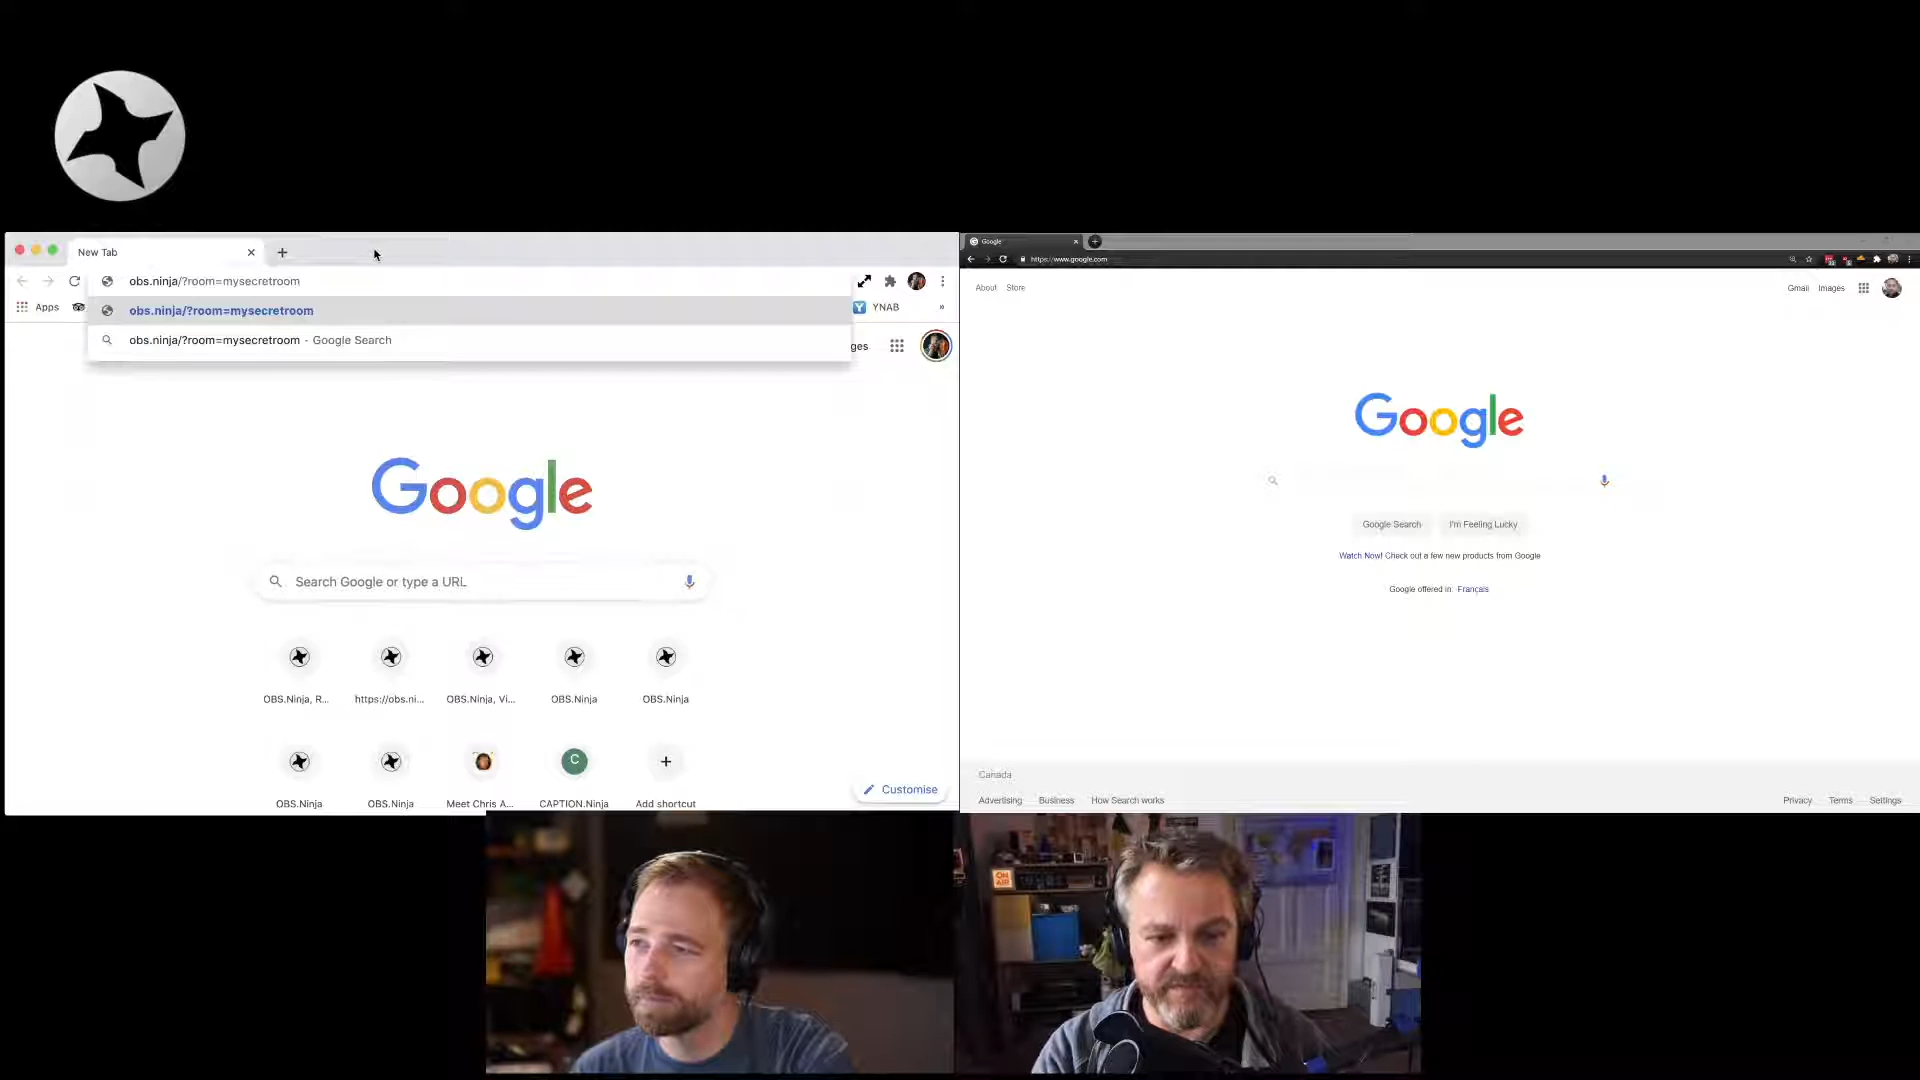 New Tab
obs.ninja/?room=mysecretroom
Apps
YNAB
»
obs.ninja/?room=mysecretroom
obs.ninja/?room=mysecretroom - Google Search
ges
Google
Search Google or type a URL
OBS.Ninja, R...
https://obs.ni...
OBS.Ninja, Vi...
OBS.Ninja
OBS.Ninja
C
OBS.Ninja
OBS.Ninja
Meet Chris A...
CAPTION.Ninja
Add shortcut
Customise
Google
https://www.google.com
About
Store
Gmail
Images
Google
Google Search
I'm Feeling Lucky
Watch Now! Check out a few new products from Google
Google offered in: Français
Canada
Advertising
Business
How Search works
Privacy
Terms
Settings
ON
AIR